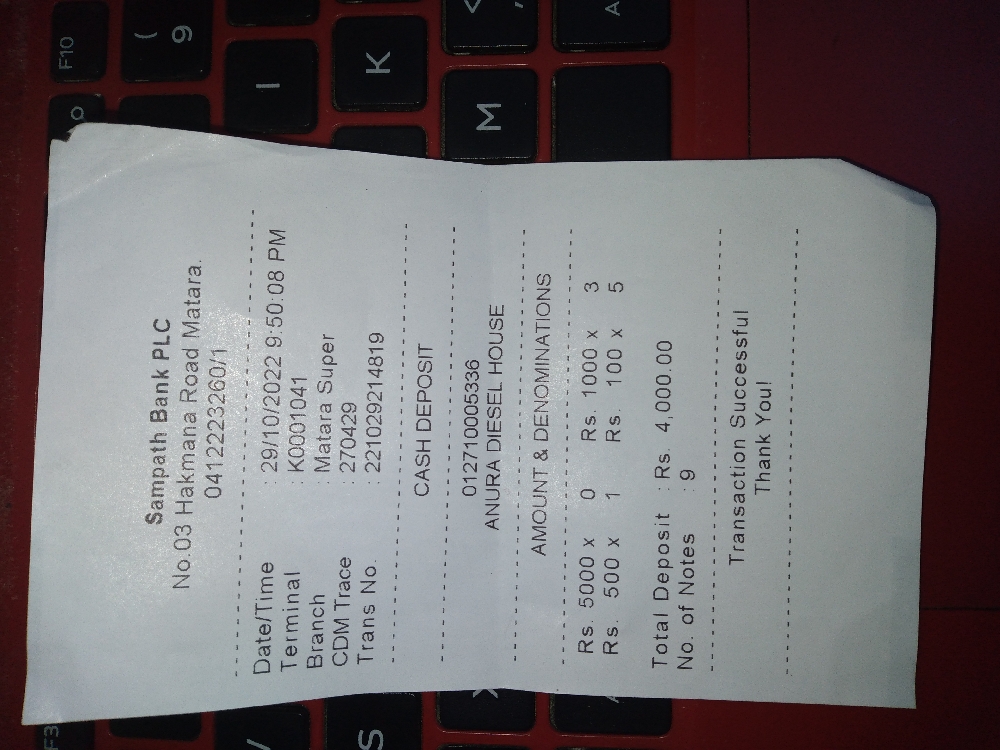 Sampath Bank PLC
No.03 Hakmana Road Matara.
0412223260/1
Date/Time : 29/10/2022 9:50:08 PM
Terminal : K0001041
Branch : Matara Super
CDM Trace : 270429
Trans No. : 221029214819
CASH DEPOSIT
012710005336
ANURA DIESEL HOUSE
AMOUNT & DENOMINATIONS
Rs. 5000 x 0 Rs. 1000 x 3
Rs. 500 x 1 Rs. 100 x 5
Total Deposit : Rs. 4,000.00
No. of Notes : 9
Transaction Successful
Thank You!
F10
( 9
I
K
M
<
,
A
S
F3